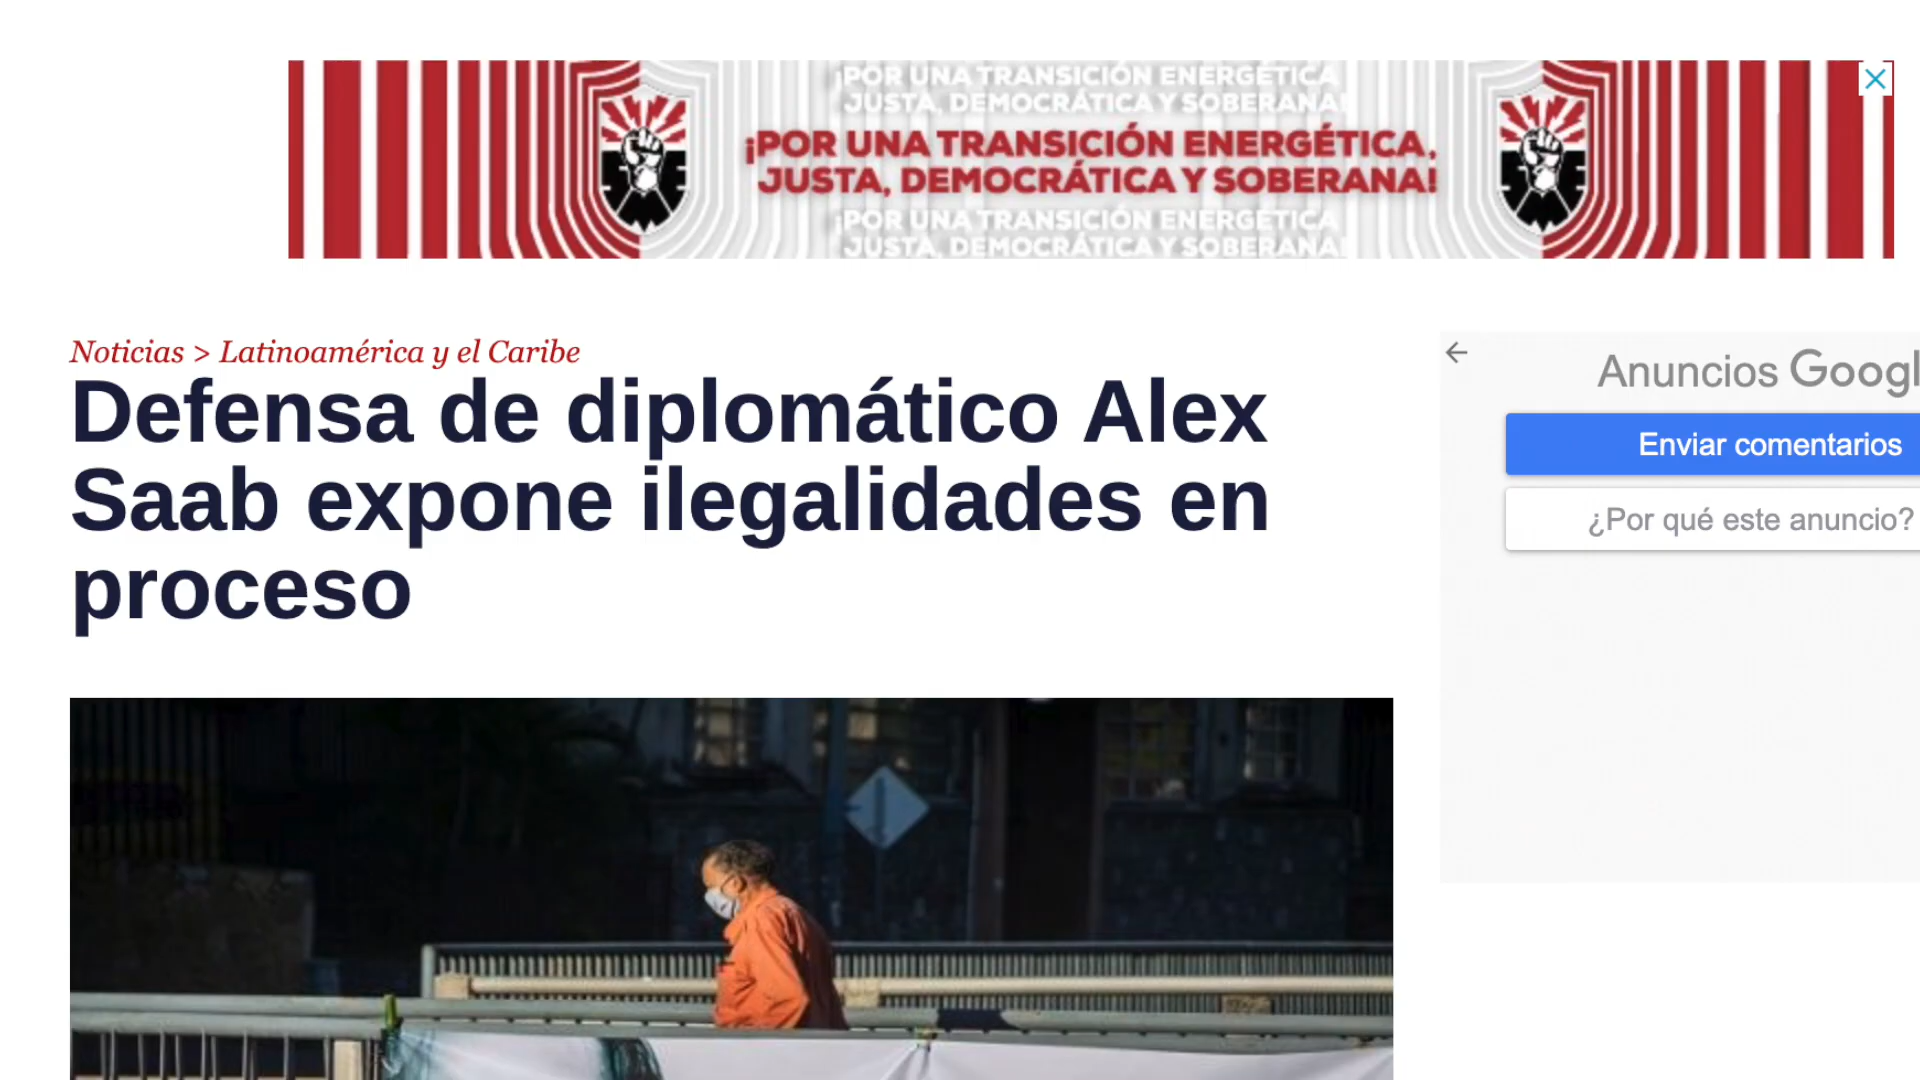 ¡POR UNA TRANSICIÓN ENERGÉTICA
JUSTA, DEMOCRÁTICA Y SOBERANA!
¡POR UNA TRANSICIÓN ENERGÉTICA,
JUSTA, DEMOCRÁTICA Y SOBERANA!
¡POR UNA TRANSICIÓN ENERGÉTICA
JUSTA, DEMOCRÁTICA Y SOBERANA!
Noticias > Latinoamérica y el Caribe
Defensa de diplomático Alex
Saab expone ilegalidades en
proceso
Anuncios Googl
Enviar comentarios
¿Por qué este anuncio?